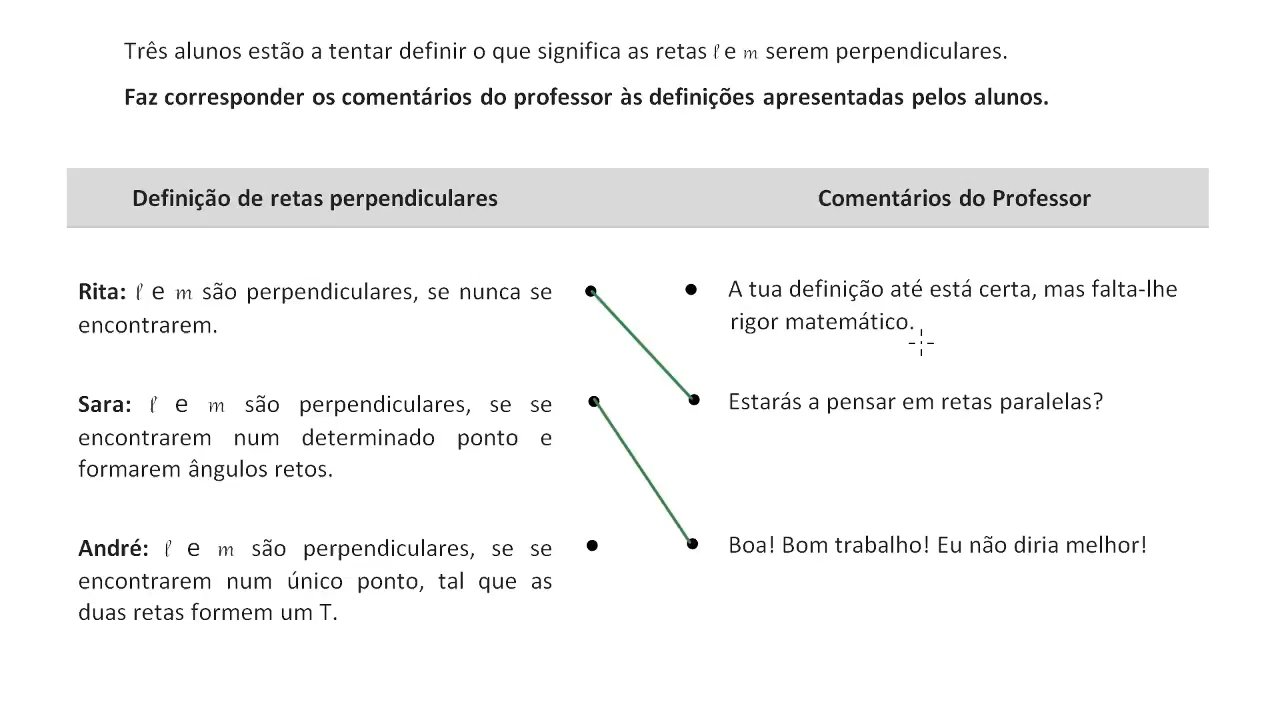 Três alunos estão a tentar definir o que significa as retas ℓ e m serem perpendiculares.
Faz corresponder os comentários do professor às definições apresentadas pelos alunos.
Definição de retas perpendiculares
Comentários do Professor
Rita: ℓ e m são perpendiculares, se nunca se
encontrarem.
A tua definição até está certa, mas falta-lhe
rigor matemático.
Sara: ℓ e m são perpendiculares, se se
encontrarem num determinado ponto e
formarem ângulos retos.
Estarás a pensar em retas paralelas?
André: ℓ e m são perpendiculares, se se
encontrarem num único ponto, tal que as
duas retas formem um T.
Boa! Bom trabalho! Eu não diria melhor!